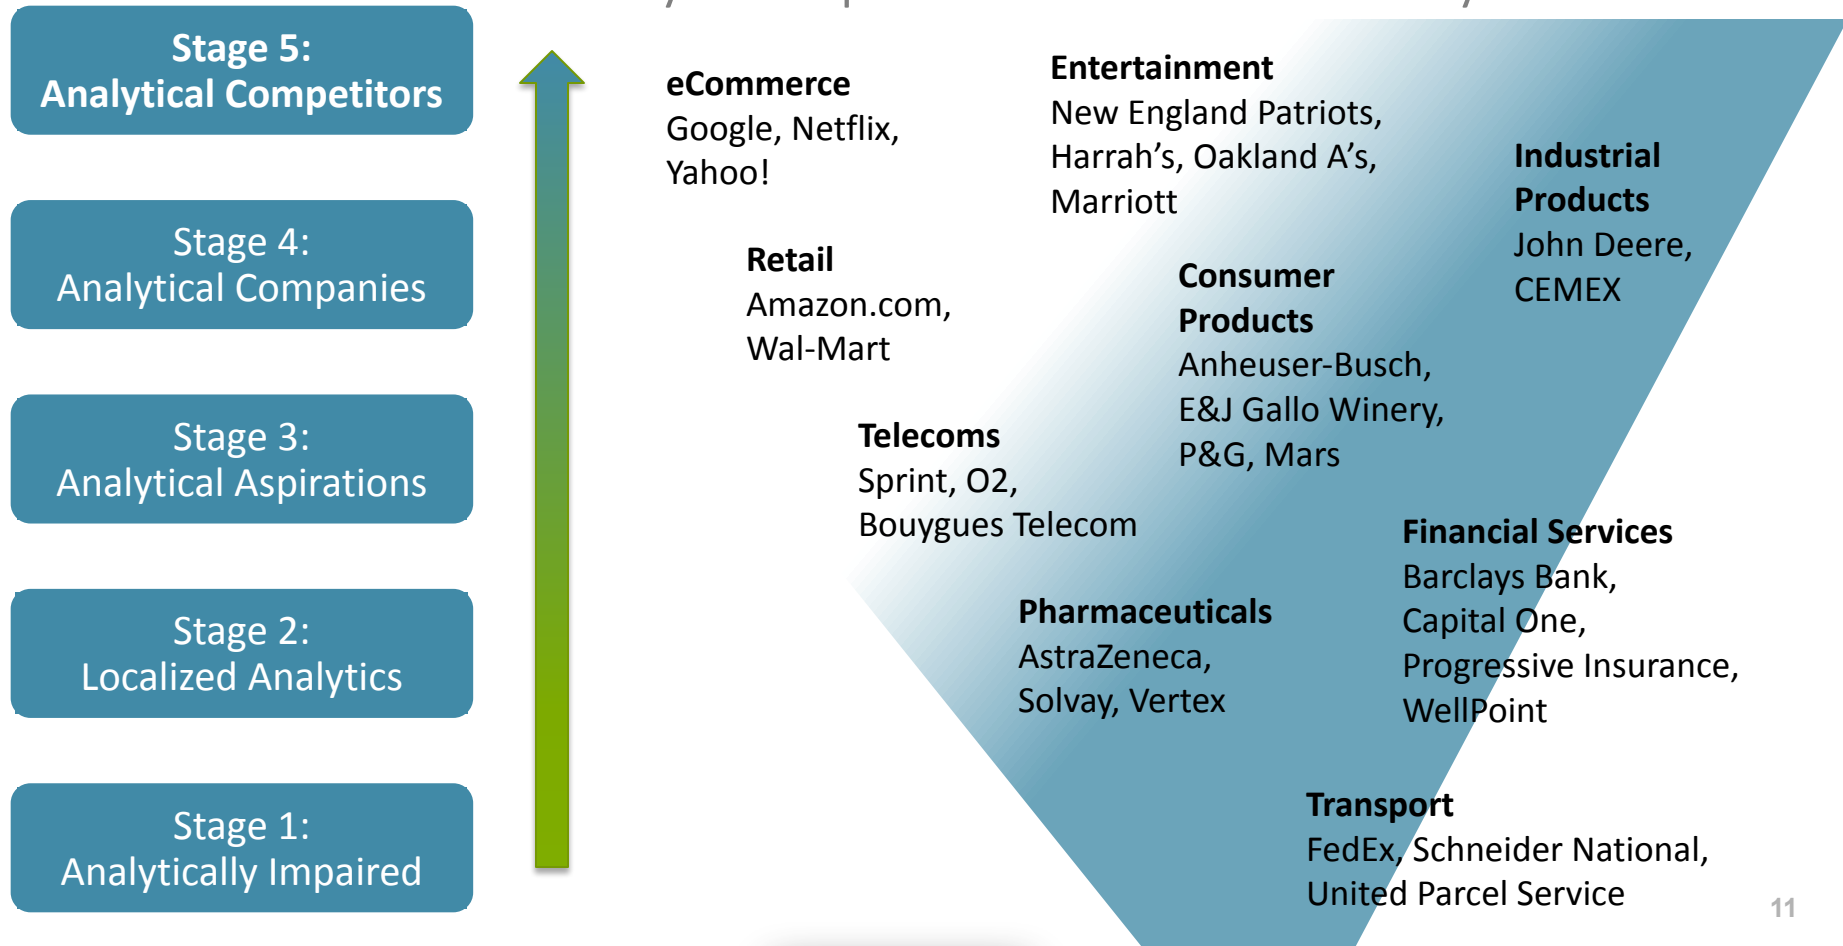 Stage 5:
Analytical Competitors
Stage 4:
Analytical Companies
Stage 3:
Analytical Aspirations
Stage 2:
Localized Analytics
Stage 1:
Analytically Impaired
eCommerce
Google, Netflix,
Yahoo!
Entertainment
New England Patriots,
Harrah’s, Oakland A’s,
Marriott
Industrial
Products
John Deere,
CEMEX
Retail
Amazon.com,
Wal-Mart
Consumer
Products
Anheuser-Busch,
E&J Gallo Winery,
P&G, Mars
Telecoms
Sprint, O2,
Bouygues Telecom
Financial Services
Barclays Bank,
Capital One,
Progressive Insurance,
WellPoint
Pharmaceuticals
AstraZeneca,
Solvay, Vertex
Transport
FedEx, Schneider National,
United Parcel Service
11